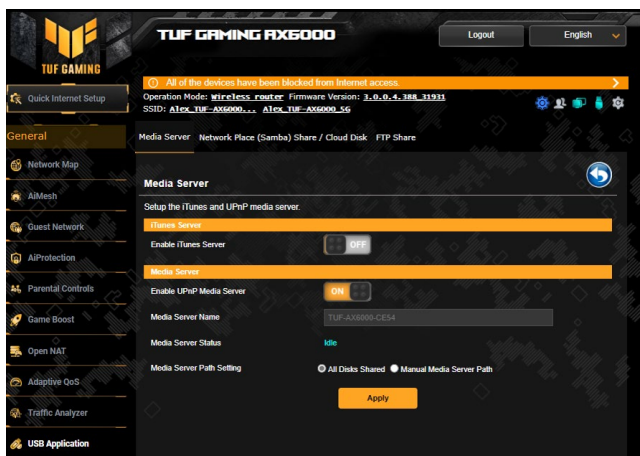 TUF GAMING AX6000
Logout
English
TUF GAMING
All of the devices have been blocked from Internet access.
Quick Internet Setup
Operation Mode: Wireless router Firmware Version: 3.0.0.4.388_31931
SSID: Alex_TUF-AX6000... Alex_TUF-AX6000_5G
General
Media Server Network Place (Samba) Share / Cloud Disk FTP Share
Network Map
AiMesh
Guest Network
AiProtection
Parental Controls
Game Boost
Open NAT
Adaptive QoS
Traffic Analyzer
USB Application
Media Server
Setup the iTunes and UPnP media server.
iTunes Server
Enable iTunes Server OFF
Media Server
Enable UPnP Media Server ON
Media Server Name TUF-AX6000-CE54
Media Server Status Idle
Media Server Path Setting All Disks Shared Manual Media Server Path
Apply